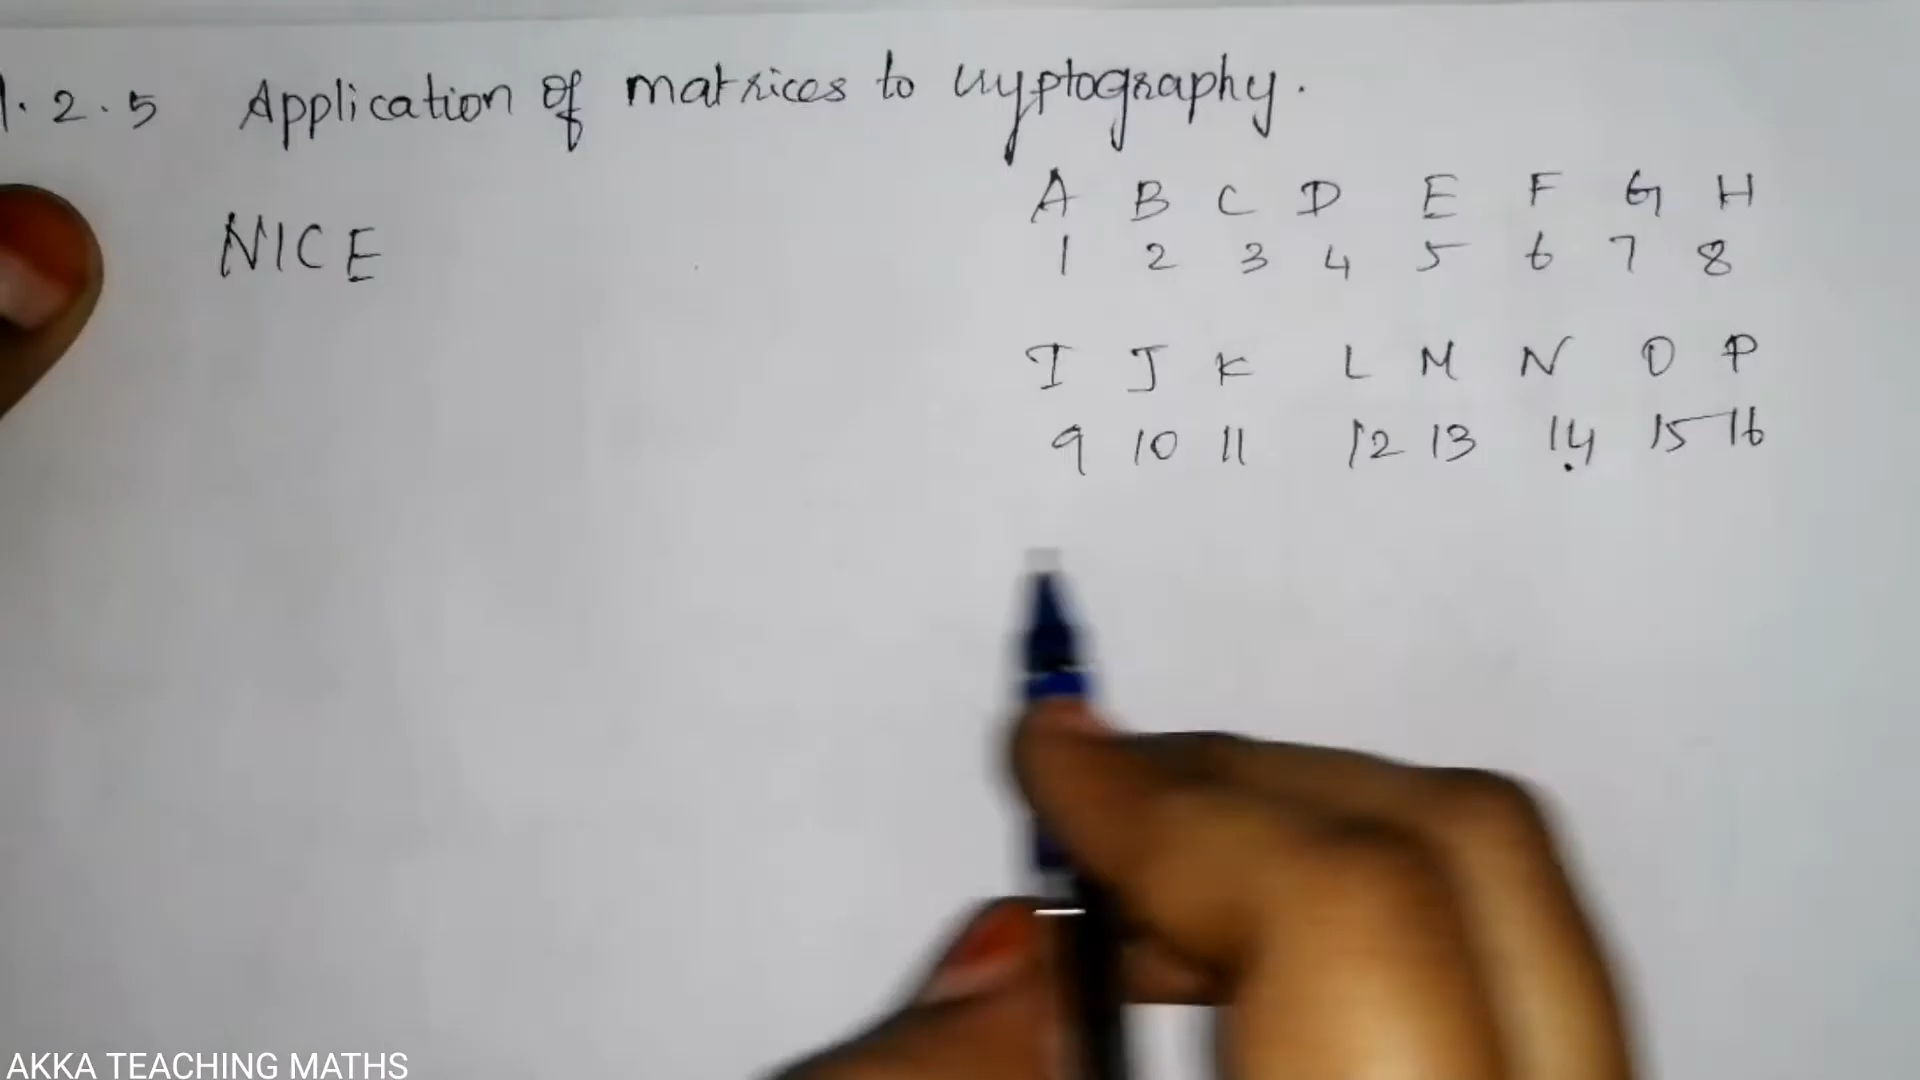 1.2.5 Application of matrices to cryptography.
NICE
A B C D E F G H
1 2 3 4 5 6 7 8
I J K L M N O P
9 10 11 12 13 14 15 16
AKKA TEACHING MATHS